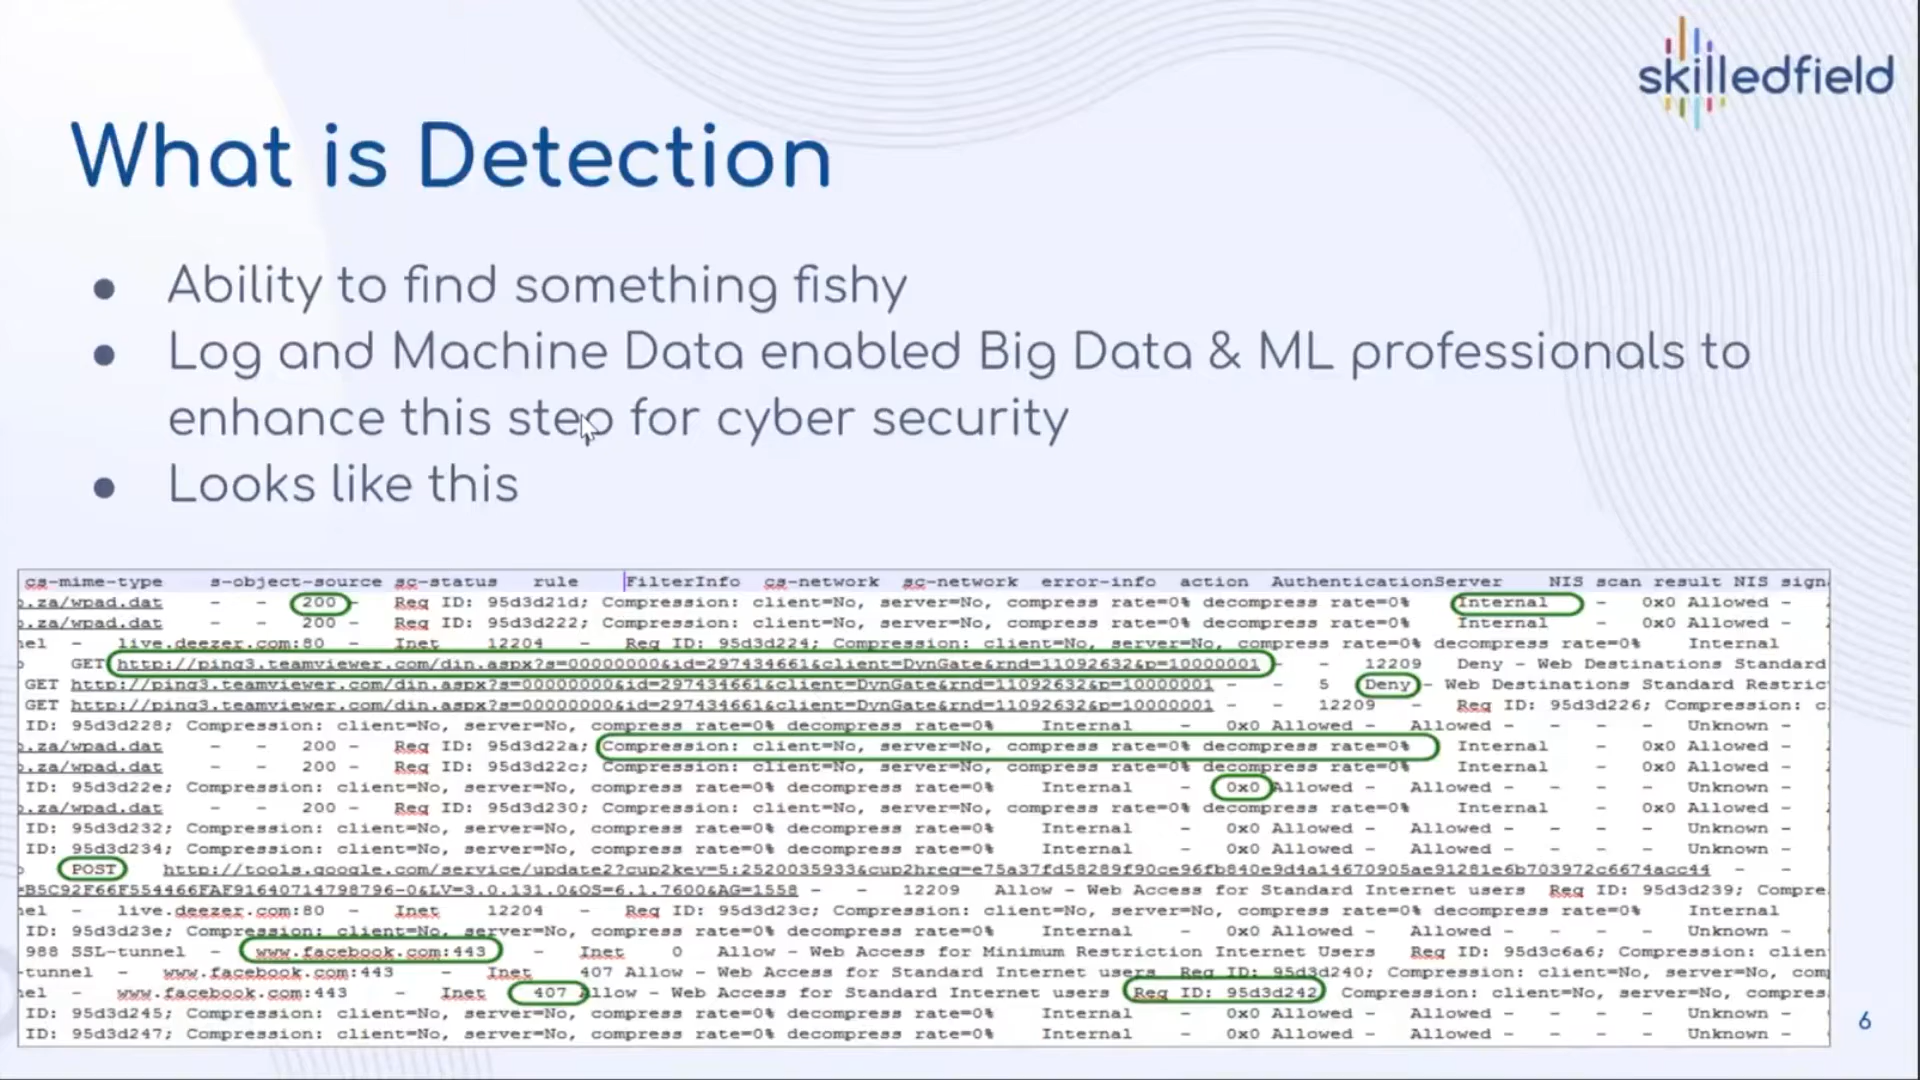 skilledfield
What is Detection
● Ability to find something fishy
● Log and Machine Data enabled Big Data & ML professionals to
enhance this step for cyber security
● Looks like this
cs-mime-type s-object-source sc-status rule FilterInfo cs-network sc-network error-info action AuthenticationServer NIS scan result NIS sign
o.za/wpad.dat - - 200 - Req ID: 95d3d21d; Compression: client=No, server=No, compress rate=0% decompress rate=0% Internal - 0x0 Allowed -
o.za/wpad.dat - - 200 - Req ID: 95d3d222; Compression: client=No, server=No, compress rate=0% decompress rate=0% Internal - 0x0 Allowed -
nel - live.deezer.com:80 - Inet 12204 - Req ID: 95d3d224; Compression: client=No, server=No, compress rate=0% decompress rate=0% Internal
GET http://ping3.teamviewer.com/din.aspx?s=00000000&id=297434661&client=DynGate&rnd=11092632&p=10000001 - - 12209 Deny - Web Destinations Standard
GET http://ping3.teamviewer.com/din.aspx?s=00000000&id=297434661&client=DynGate&rnd=11092632&p=10000001 - - 5 Deny - Web Destinations Standard Restric
GET http://ping3.teamviewer.com/din.aspx?s=00000000&id=297434661&client=DynGate&rnd=11092632&p=10000001 - - 12209 - Req ID: 95d3d226; Compression: c
ID: 95d3d228; Compression: client=No, server=No, compress rate=0% decompress rate=0% Internal - 0x0 Allowed - Allowed - - - - Unknown -
o.za/wpad.dat - - 200 - Req ID: 95d3d22a; Compression: client=No, server=No, compress rate=0% decompress rate=0% Internal - 0x0 Allowed -
o.za/wpad.dat - - 200 - Req ID: 95d3d22c; Compression: client=No, server=No, compress rate=0% decompress rate=0% Internal - 0x0 Allowed -
ID: 95d3d22e; Compression: client=No, server=No, compress rate=0% decompress rate=0% Internal - 0x0 Allowed - Allowed - - - - Unknown -
o.za/wpad.dat - - 200 - Req ID: 95d3d230; Compression: client=No, server=No, compress rate=0% decompress rate=0% Internal - 0x0 Allowed -
ID: 95d3d232; Compression: client=No, server=No, compress rate=0% decompress rate=0% Internal - 0x0 Allowed - Allowed - - - - Unknown -
ID: 95d3d234; Compression: client=No, server=No, compress rate=0% decompress rate=0% Internal - 0x0 Allowed - Allowed - - - - Unknown -
POST http://tools.google.com/service/update2?cup2key=5:2520035933&cup2hreq=e75a37fd58289f90ce96fb840e9d4a14670905ae91281e6b703972c6674acc44 - -
=B5C92F66F554466FAF91640714798796-0&LV=3.0.131.0&OS=6.1.7600&AG=1558 - - 12209 Allow - Web Access for Standard Internet users Req ID: 95d3d239; Compre
nel - live.deezer.com:80 - Inet 12204 - Req ID: 95d3d23c; Compression: client=No, server=No, compress rate=0% decompress rate=0% Internal
ID: 95d3d23e; Compression: client=No, server=No, compress rate=0% decompress rate=0% Internal - 0x0 Allowed - Allowed - - - - Unknown -
988 SSL-tunnel - www.facebook.com:443 - Inet 0 Allow - Web Access for Minimum Restriction Internet Users Req ID: 95d3c6a6; Compression: clien
-tunnel - www.facebook.com:443 - Inet 407 Allow - Web Access for Standard Internet users Req ID: 95d3d240; Compression: client=No, server=No, com
nel - www.facebook.com:443 - Inet 407 Allow - Web Access for Standard Internet users Req ID: 95d3d242 Compression: client=No, server=No, compres
ID: 95d3d245; Compression: client=No, server=No, compress rate=0% decompress rate=0% Internal - 0x0 Allowed - Allowed - - - - Unknown -
ID: 95d3d247; Compression: client=No, server=No, compress rate=0% decompress rate=0% Internal - 0x0 Allowed - Allowed - - - - Unknown -
6